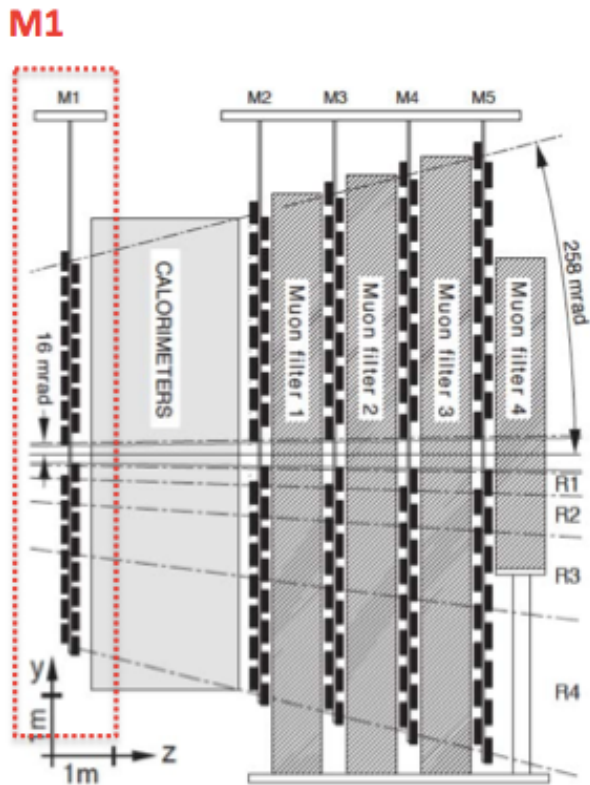 M1
M1
M2
M3
M4
M5
CALORIMETERS
Muon filter 1
Muon filter 2
Muon filter 3
Muon filter 4
16 mrad
258 mrad
R1
R2
R3
R4
y
1m
z
1m